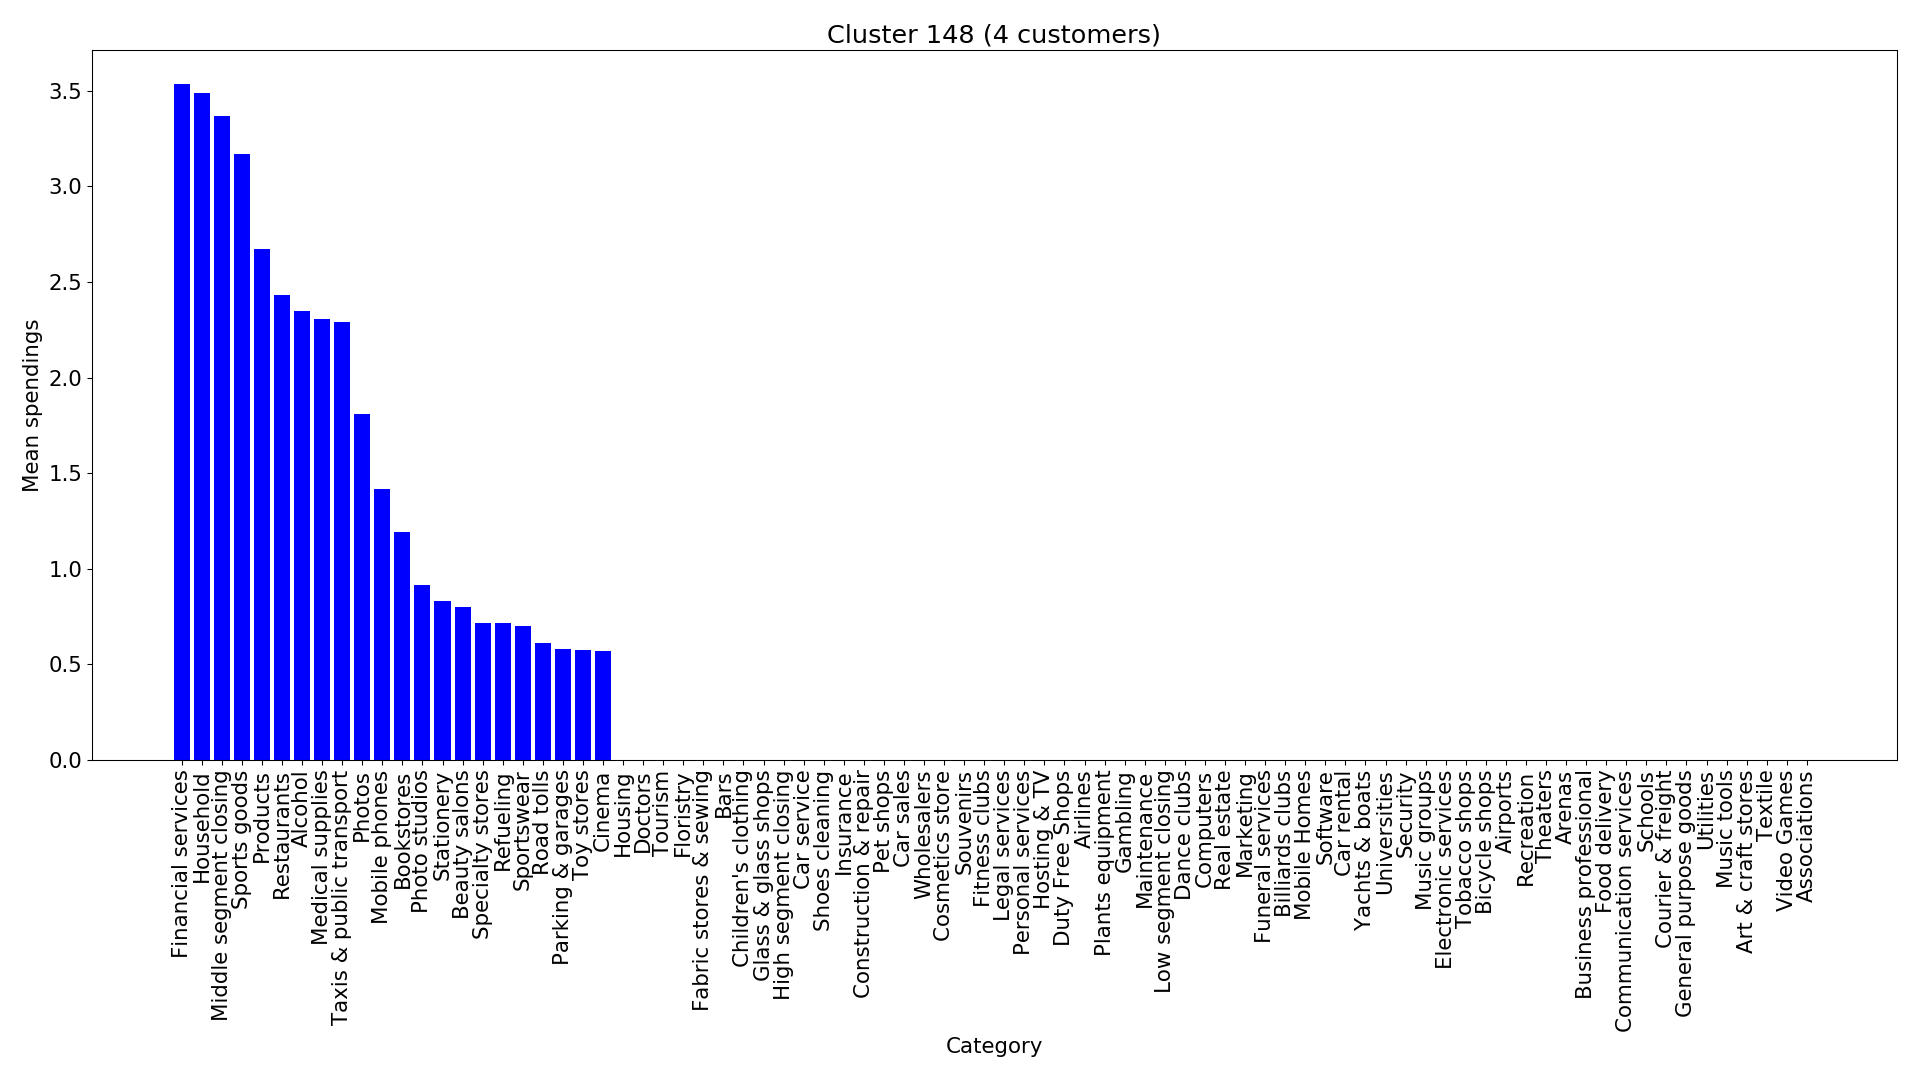 Cluster 148 (4 customers)
Mean spendings
3.5
3.0
2.5
2.0
1.5
1.0
0.5
0.0
Financial services
Household
Middle segment closing
Sports goods
Products
Restaurants
Alcohol
Medical supplies
Taxis & public transport
Photos
Mobile phones
Bookstores
Photo studios
Stationery
Beauty salons
Specialty stores
Refueling
Sportswear
Road tolls
Parking & garages
Toy stores
Cinema
Housing
Doctors
Tourism
Floristry
Fabric stores & sewing
Bars
Children's clothing
Glass & glass shops
High segment closing
Car service
Shoes cleaning
Insurance
Construction & repair
Pet shops
Car sales
Wholesalers
Cosmetics store
Souvenirs
Fitness clubs
Legal services
Personal services
Hosting & TV
Duty Free Shops
Airlines
Plants equipment
Gambling
Maintenance
Low segment closing
Dance clubs
Computers
Real estate
Marketing
Funeral services
Billiards clubs
Mobile Homes
Software
Car rental
Yachts & boats
Universities
Security
Music groups
Electronic services
Tobacco shops
Bicycle shops
Airports
Recreation
Theaters
Arenas
Business professional
Food delivery
Communication services
Schools
Courier & freight
General purpose goods
Utilities
Music tools
Art & craft stores
Textile
Video Games
Associations
Category